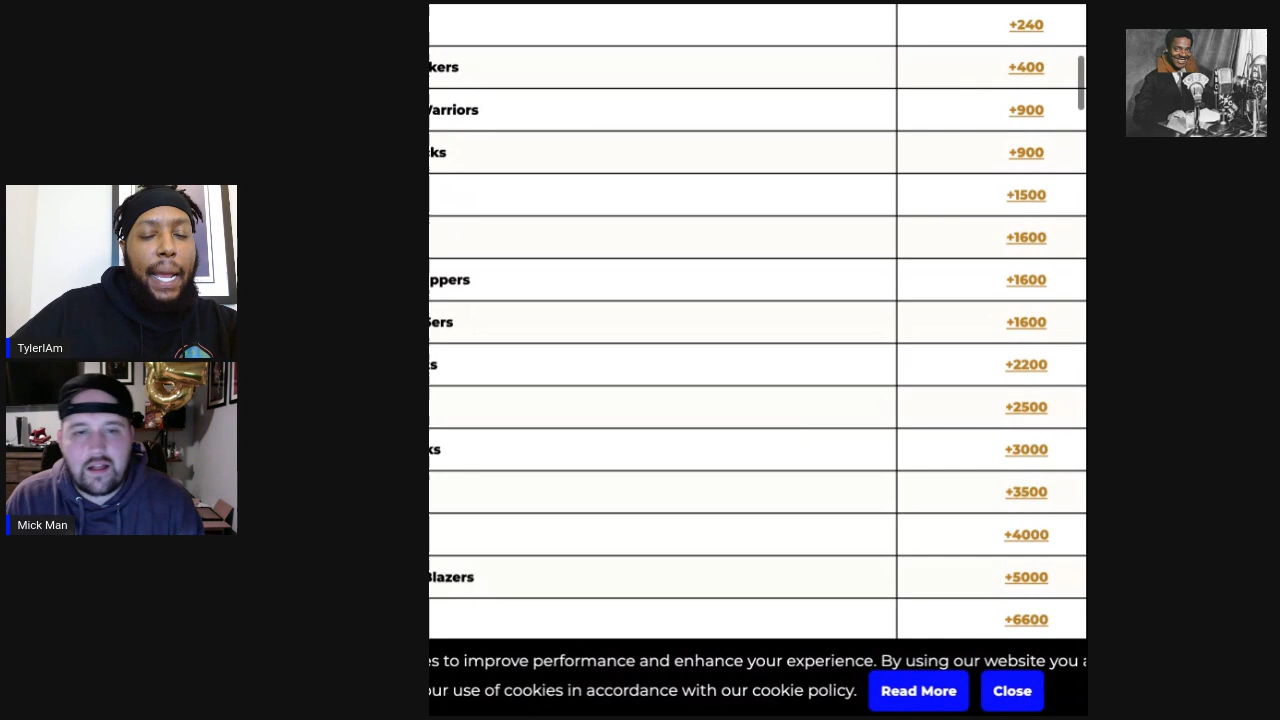 +240
kers
+400
Warriors
+900
cks
+900
+1500
+1600
ppers
+1600
6ers
+1600
s
+2200
+2500
ks
+3000
+3500
+4000
Blazers
+5000
+6600
es to improve performance and enhance your experience. By using our website you a
our use of cookies in accordance with our cookie policy.
Read More
Close
TylerIAm
Mick Man